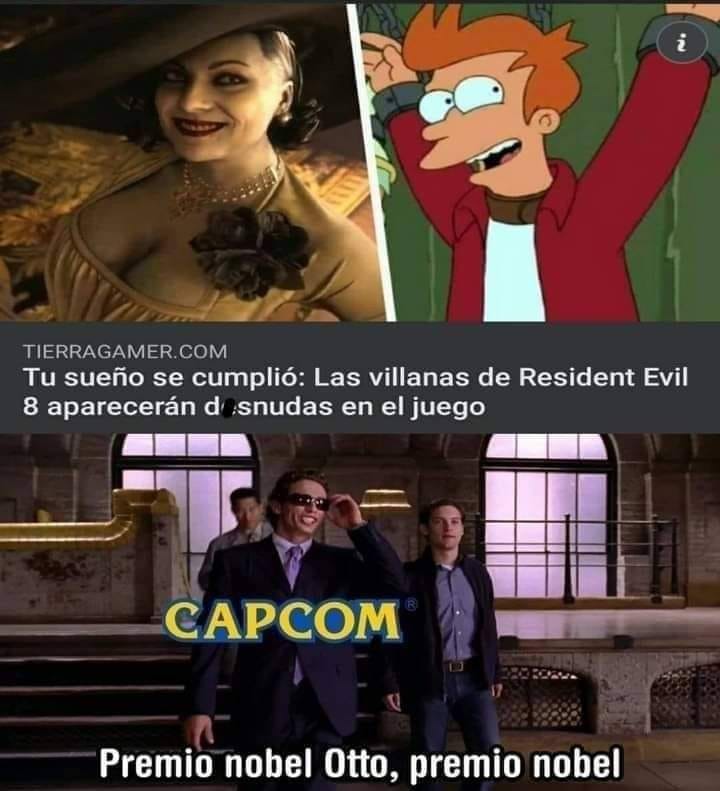 i
TIERRAGAMER.COM
Tu sueño se cumplió: Las villanas de Resident Evil
8 aparecerán d snudas en el juego
CAPCOM®
Premio nobel Otto, premio nobel